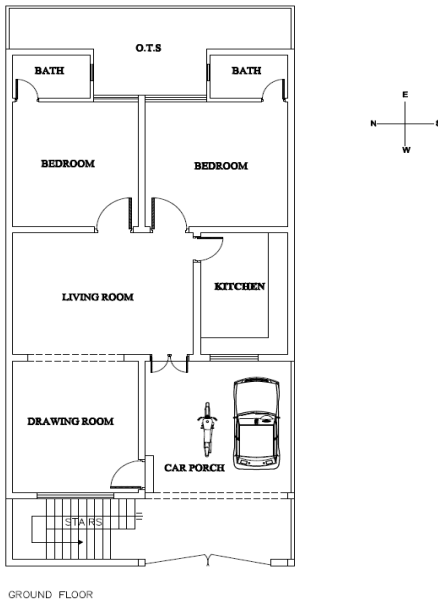 O.T.S
BATH
BATH
E
N
S
W
BEDROOM
BEDROOM
KITCHEN
LIVING ROOM
DRAWING ROOM
CAR PORCH
STAIRS
GROUND FLOOR